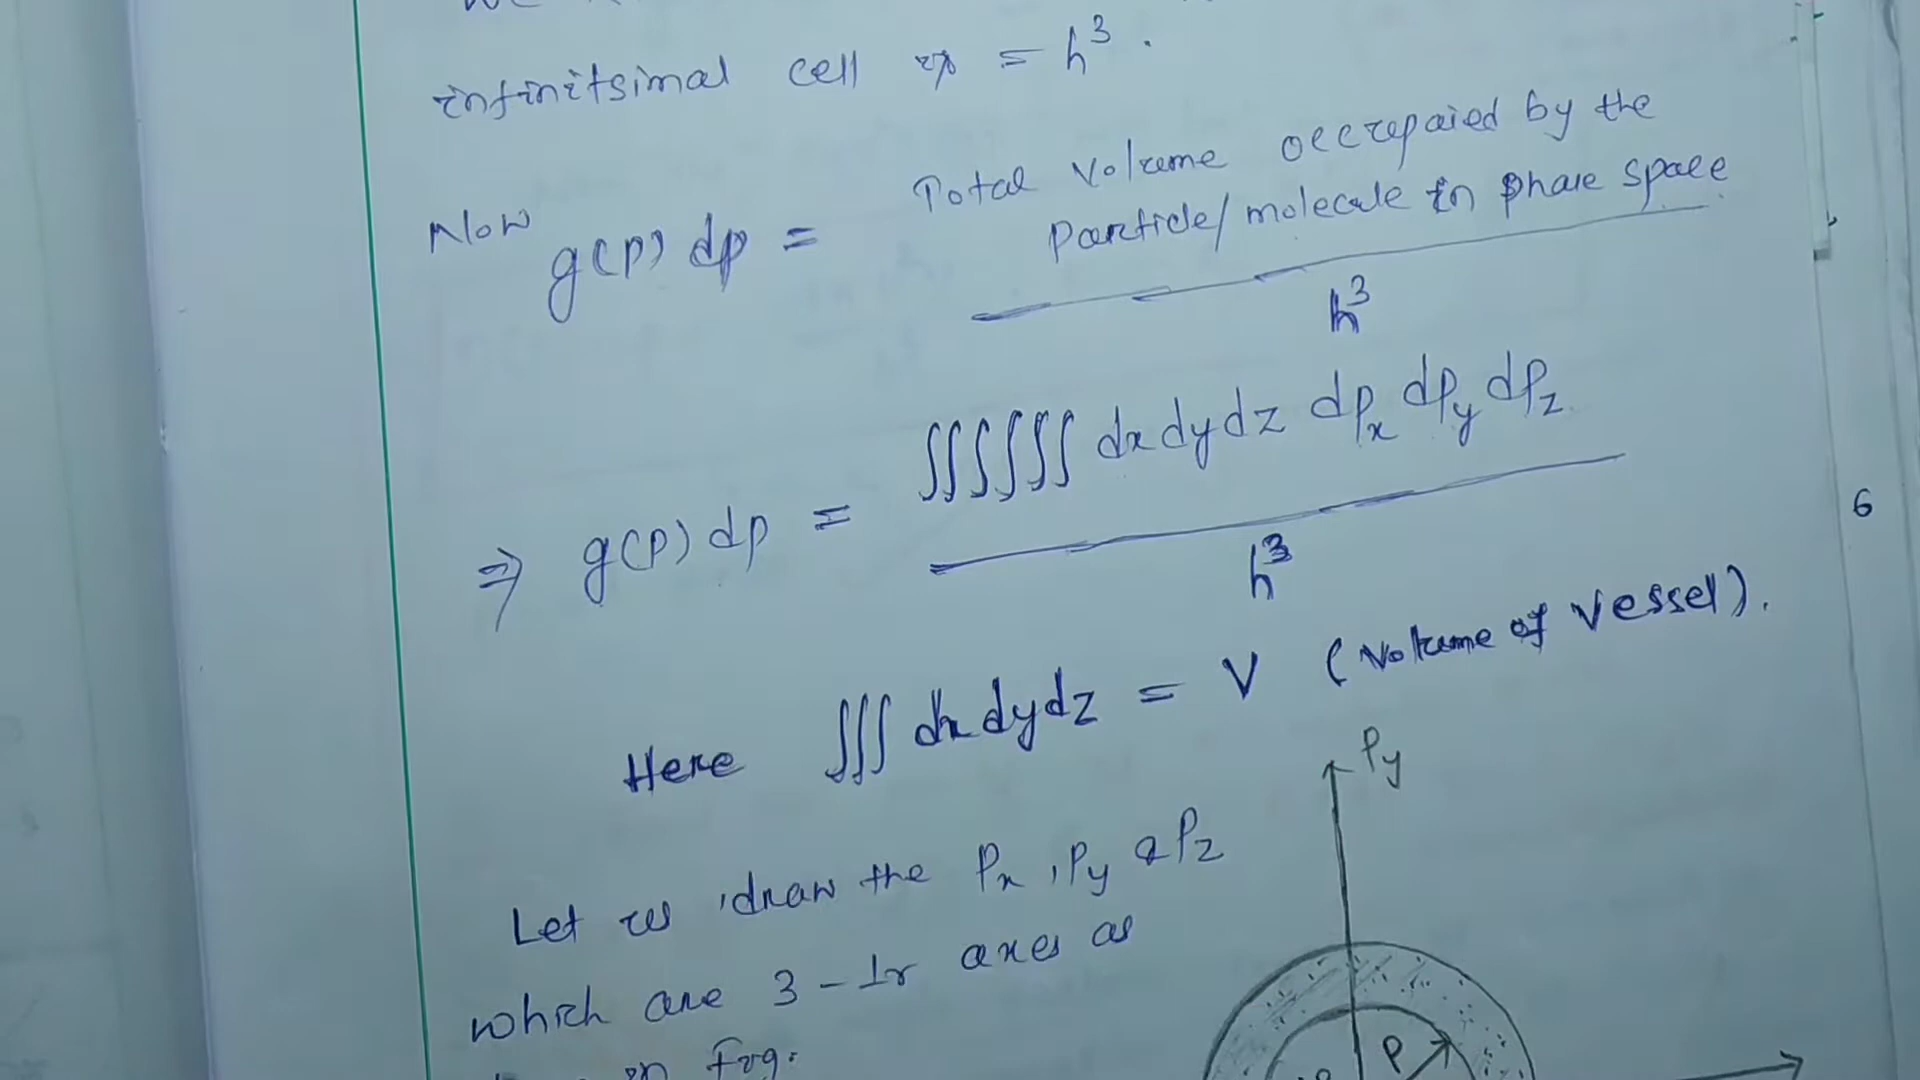 infinitsimal cell is = h³.
Now g(p) dp = Total Volume occupaied by the
Particle/molecule in phase space
h³
⇒ g(p) dp = ∫∫∫∫∫∫ dx dy dz dpx dpy dpz
h³
6
Here ∫∫∫ dx dy dz = V (Volume of Vessel).
Py
Let us draw the Px, Py & Pz
which are 3-⊥r axes as
in Fig.
P